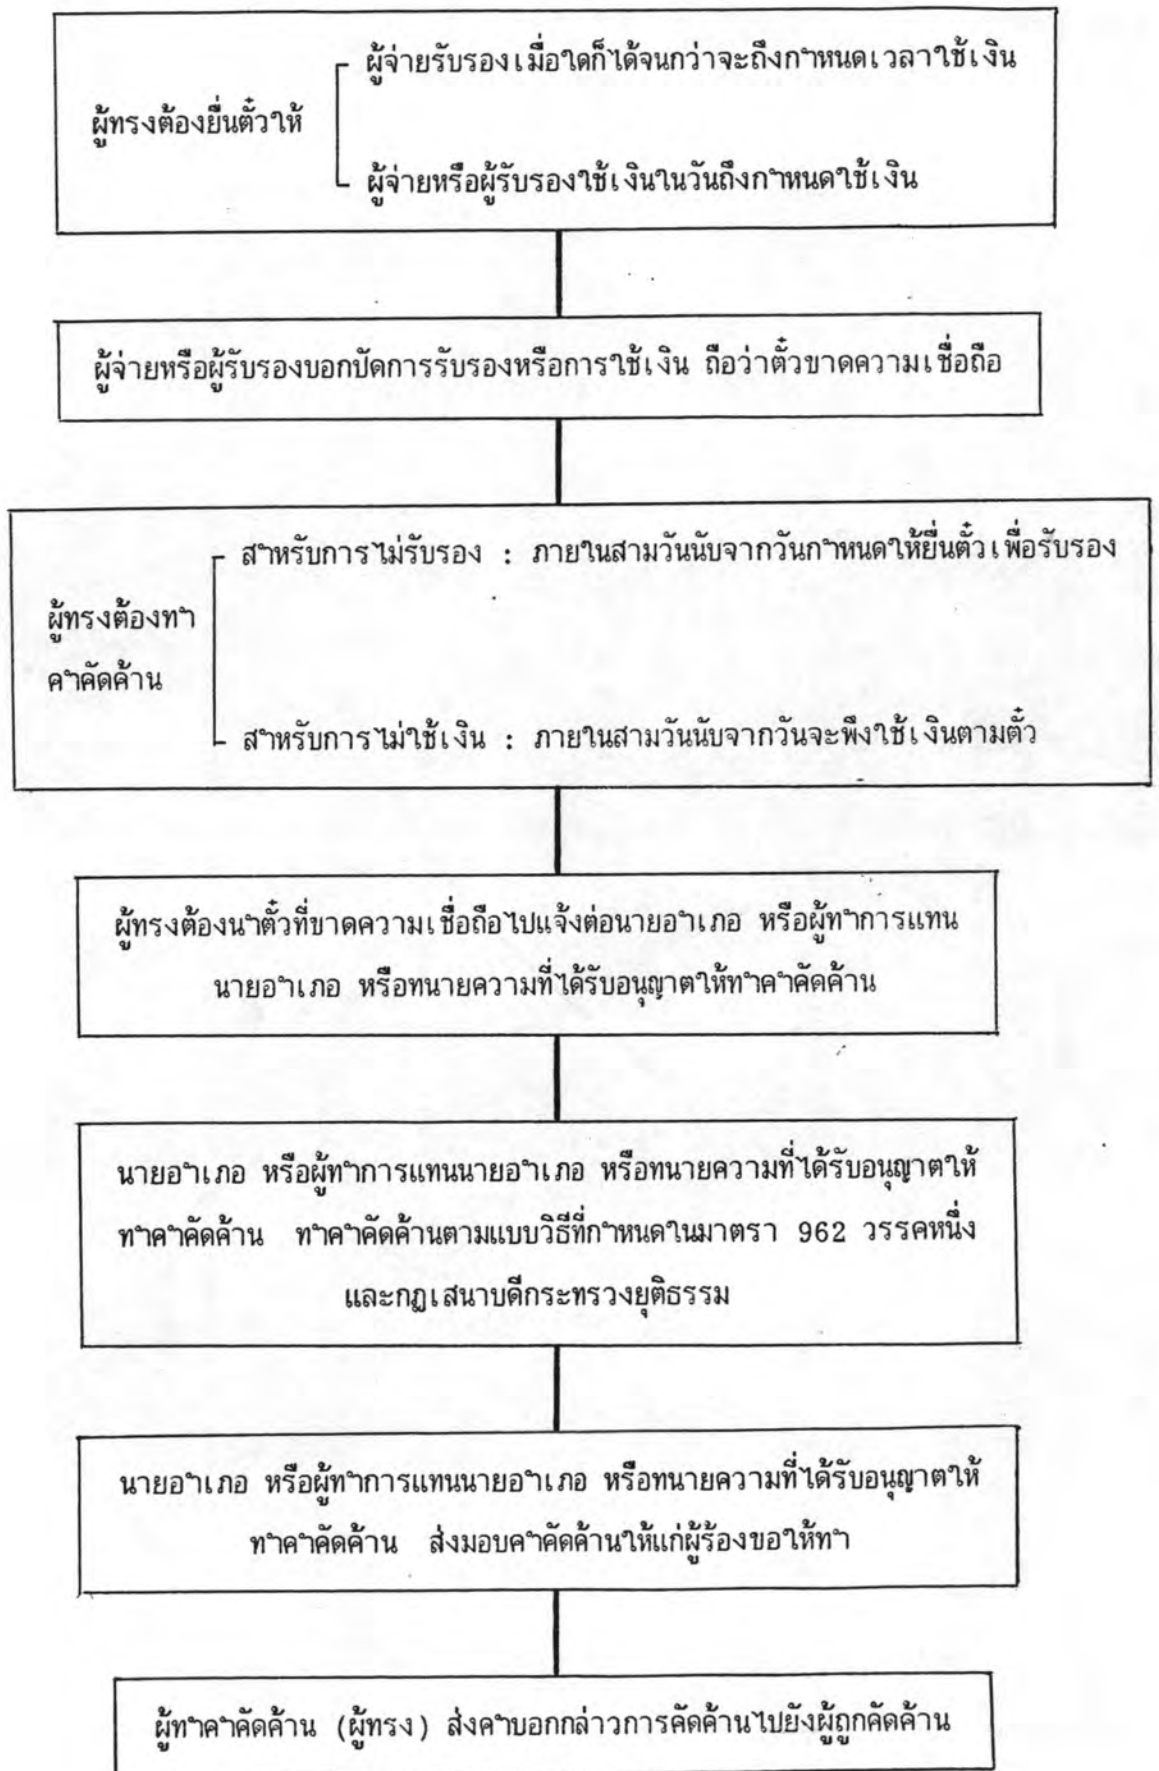 ผู้จ่ายรับรองเมื่อใดก็ได้จนกว่าจะถึงกำหนดเวลาใช้เงิน
ผู้ทรงต้องยื่นตั๋วให้
ผู้จ่ายหรือผู้รับรองใช้เงินในวันถึงกำหนดใช้เงิน
ผู้จ่ายหรือผู้รับรองบอกปัดการรับรองหรือการใช้เงิน ถือว่าตั๋วขาดความเชื่อถือ
สำหรับการไม่รับรอง : ภายในสามวันนับจากวันกำหนดให้ยื่นตั๋วเพื่อรับรอง
ผู้ทรงต้องทำ
คำคัดค้าน
สำหรับการไม่ใช้เงิน : ภายในสามวันนับจากวันจะพึงใช้เงินตามตั๋ว
ผู้ทรงต้องนำตั๋วที่ขาดความเชื่อถือไปแจ้งต่อนายอำเภอ หรือผู้ทำการแทน
นายอำเภอ หรือทนายความที่ได้รับอนุญาตให้ทำคำคัดค้าน
นายอำเภอ หรือผู้ทำการแทนนายอำเภอ หรือทนายความที่ได้รับอนุญาตให้
ทำคำคัดค้าน ทำคำคัดค้านตามแบบวิธีที่กำหนดในมาตรา 962 วรรคหนึ่ง
และกฎเสนาบดีกระทรวงยุติธรรม
นายอำเภอ หรือผู้ทำการแทนนายอำเภอ หรือทนายความที่ได้รับอนุญาตให้
ทำคำคัดค้าน ส่งมอบคำคัดค้านให้แก่ผู้ร้องขอให้ทำ
ผู้ทำคำคัดค้าน (ผู้ทรง) ส่งคำบอกกล่าวการคัดค้านไปยังผู้ถูกคัดค้าน